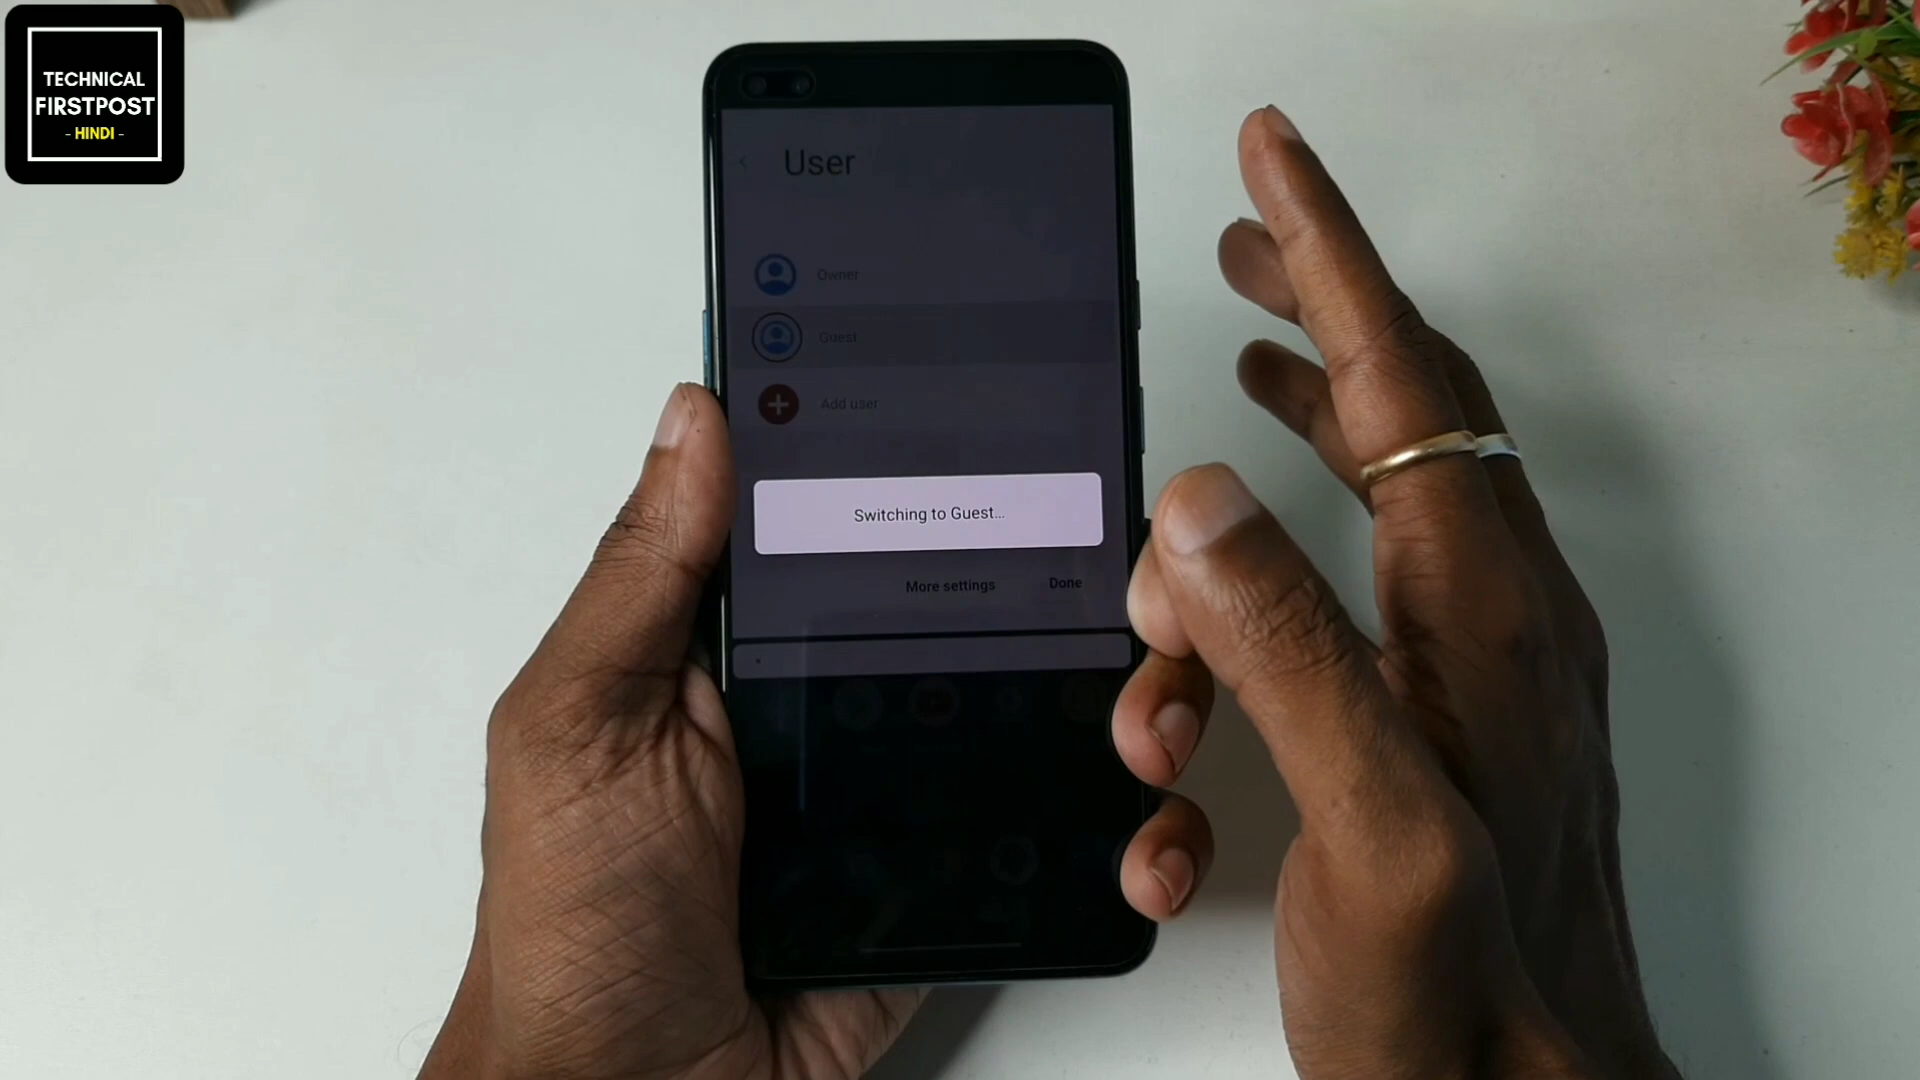 TECHNICAL
FIRSTPOST
- HINDI -
User
Owner
Guest
Add user
Switching to Guest...
More settings
Done